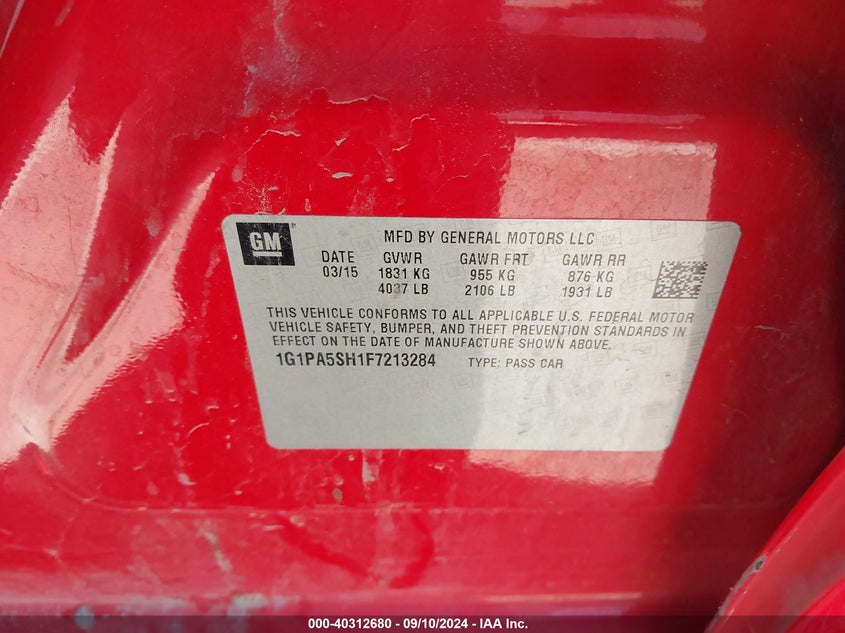 GM
MFD BY GENERAL MOTORS LLC
DATE GVWR GAWR FRT GAWR RR
03/15 1831 KG 955 KG 876 KG
4037 LB 2106 LB 1931 LB
THIS VEHICLE CONFORMS TO ALL APPLICABLE U.S. FEDERAL MOTOR
VEHICLE SAFETY, BUMPER, AND THEFT PREVENTION STANDARDS IN
EFFECT ON THE DATE OF MANUFACTURE SHOWN ABOVE.
1G1PA5SH1F7213284 TYPE: PASS CAR
000-40312680 - 09/10/2024 - IAA Inc.